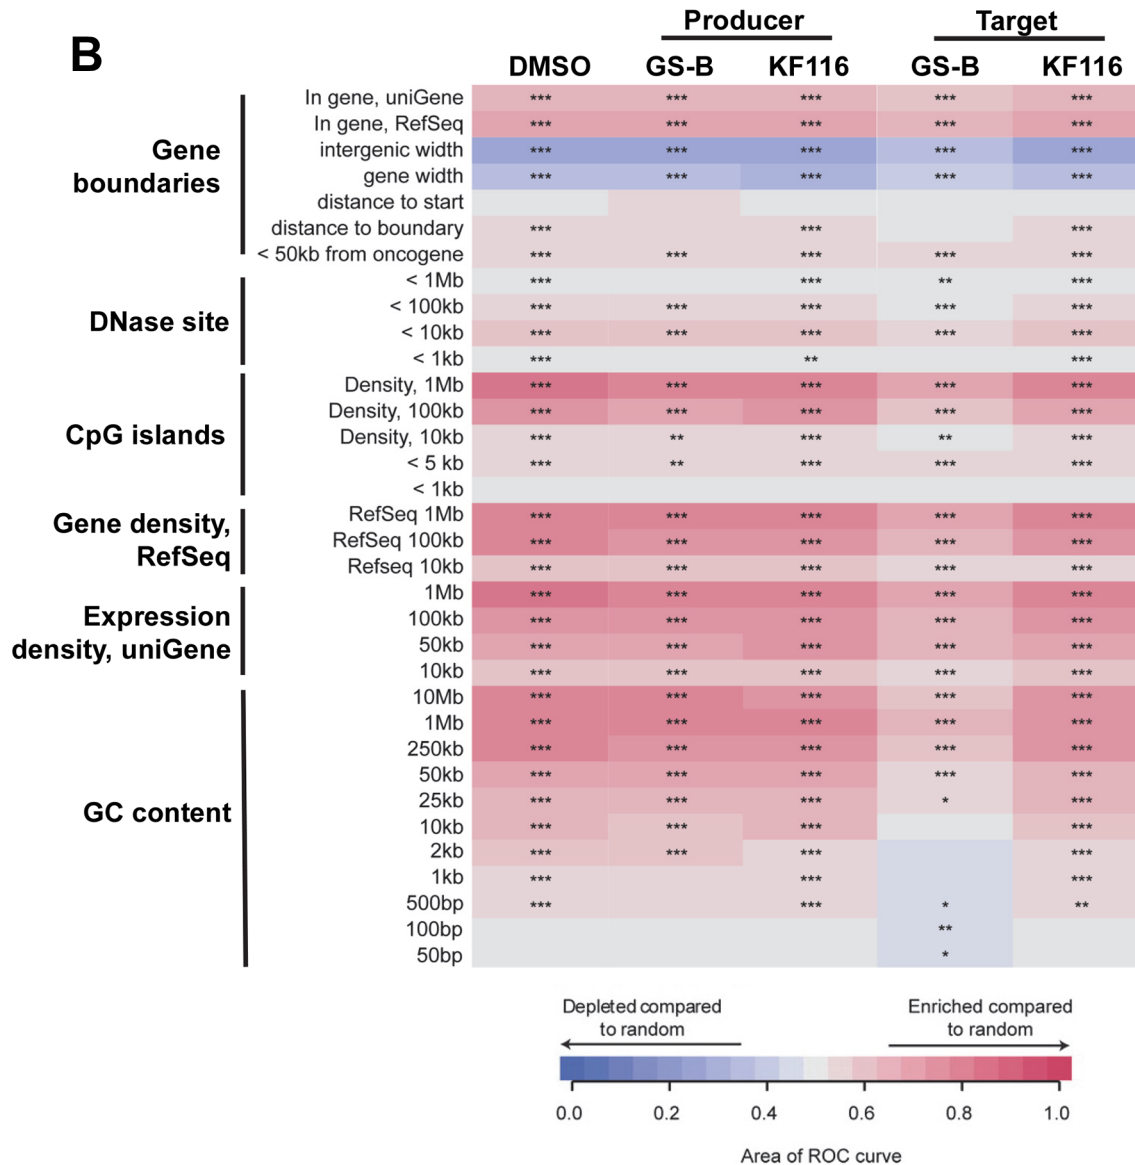 B
Producer
Target
DMSO GS-B KF116 GS-B KF116
Gene boundaries
In gene, uniGene *** *** *** *** ***
In gene, RefSeq *** *** *** *** ***
intergenic width *** *** *** *** ***
gene width *** *** *** *** ***
distance to start
distance to boundary *** *** ***
< 50kb from oncogene *** *** *** *** ***
DNase site
< 1Mb *** *** ** ***
< 100kb *** *** *** *** ***
< 10kb *** *** *** *** ***
< 1kb *** ** ***
CpG islands
Density, 1Mb *** *** *** *** ***
Density, 100kb *** *** *** *** ***
Density, 10kb *** ** *** ** ***
< 5 kb *** ** *** *** ***
< 1kb
Gene density,
RefSeq
RefSeq 1Mb *** *** *** *** ***
RefSeq 100kb *** *** *** *** ***
Refseq 10kb *** *** *** *** ***
Expression
density, uniGene
1Mb *** *** *** *** ***
100kb *** *** *** *** ***
50kb *** *** *** *** ***
10kb *** *** *** *** ***
GC content
10Mb *** *** *** *** ***
1Mb *** *** *** *** ***
250kb *** *** *** *** ***
50kb *** *** *** *** ***
25kb *** *** *** * ***
10kb *** *** *** ***
2kb *** *** *** ***
1kb *** *** ***
500bp *** *** * **
100bp **
50bp *
Depleted compared
to random
Enriched compared
to random
0.0 0.2 0.4 0.6 0.8 1.0
Area of ROC curve